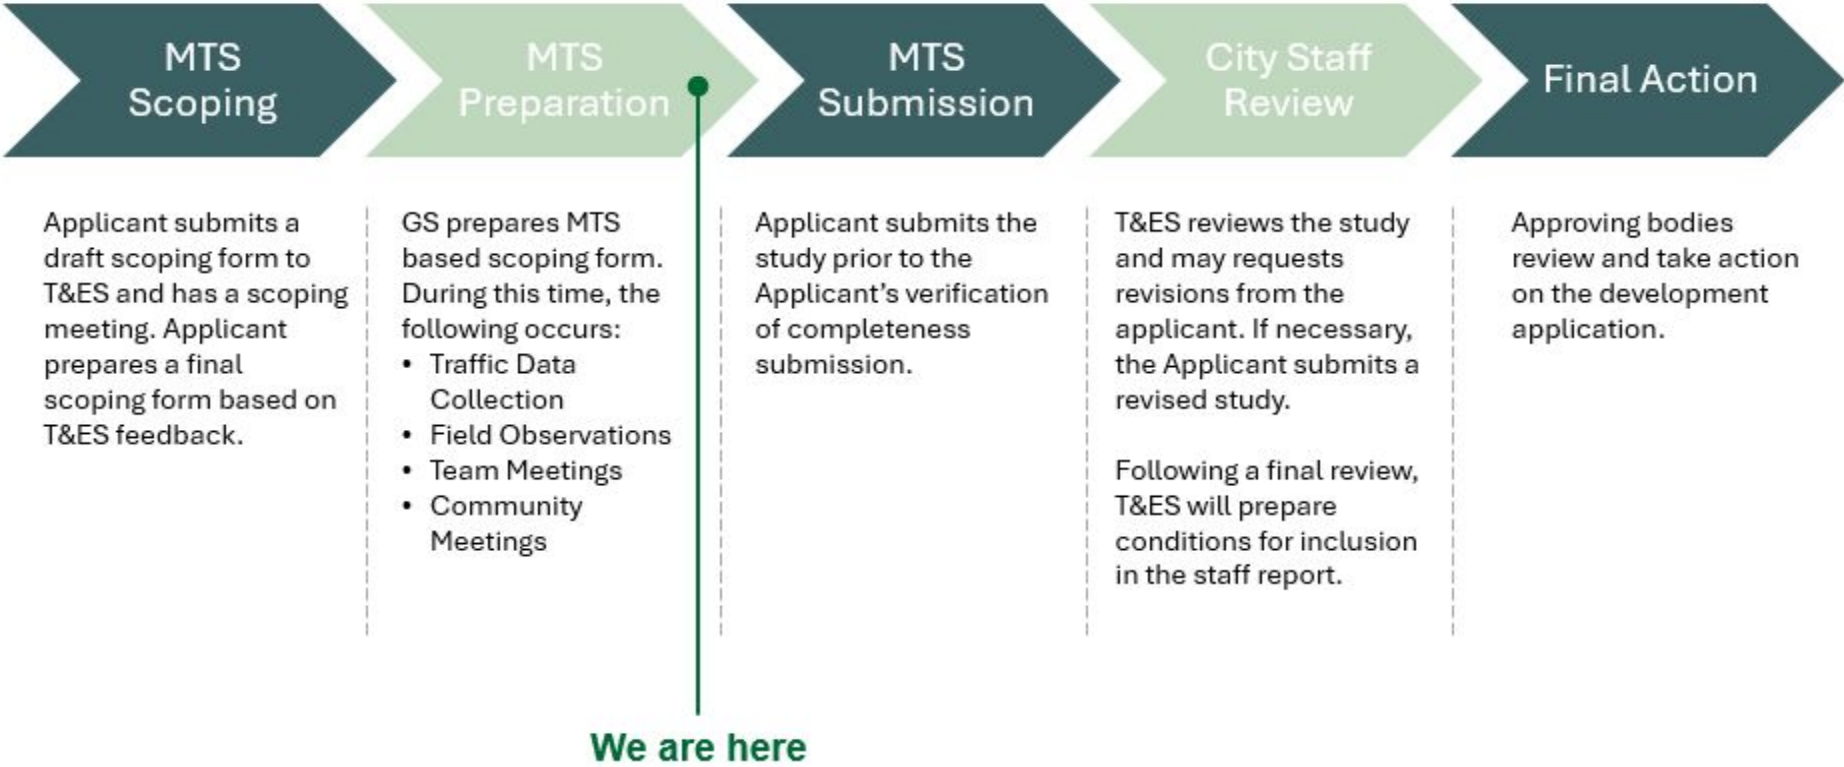 MTS
Scoping
MTS
Preparation
MTS
Submission
City Staff
Review
Final Action
Applicant submits a
draft scoping form to
T&ES and has a scoping
meeting. Applicant
prepares a final
scoping form based on
T&ES feedback.
GS prepares MTS
based scoping form.
During this time, the
following occurs:
• Traffic Data
Collection
• Field Observations
• Team Meetings
• Community
Meetings
Applicant submits the
study prior to the
Applicant’s verification
of completeness
submission.
T&ES reviews the study
and may requests
revisions from the
applicant. If necessary,
the Applicant submits a
revised study.
Following a final review,
T&ES will prepare
conditions for inclusion
in the staff report.
Approving bodies
review and take action
on the development
application.
We are here